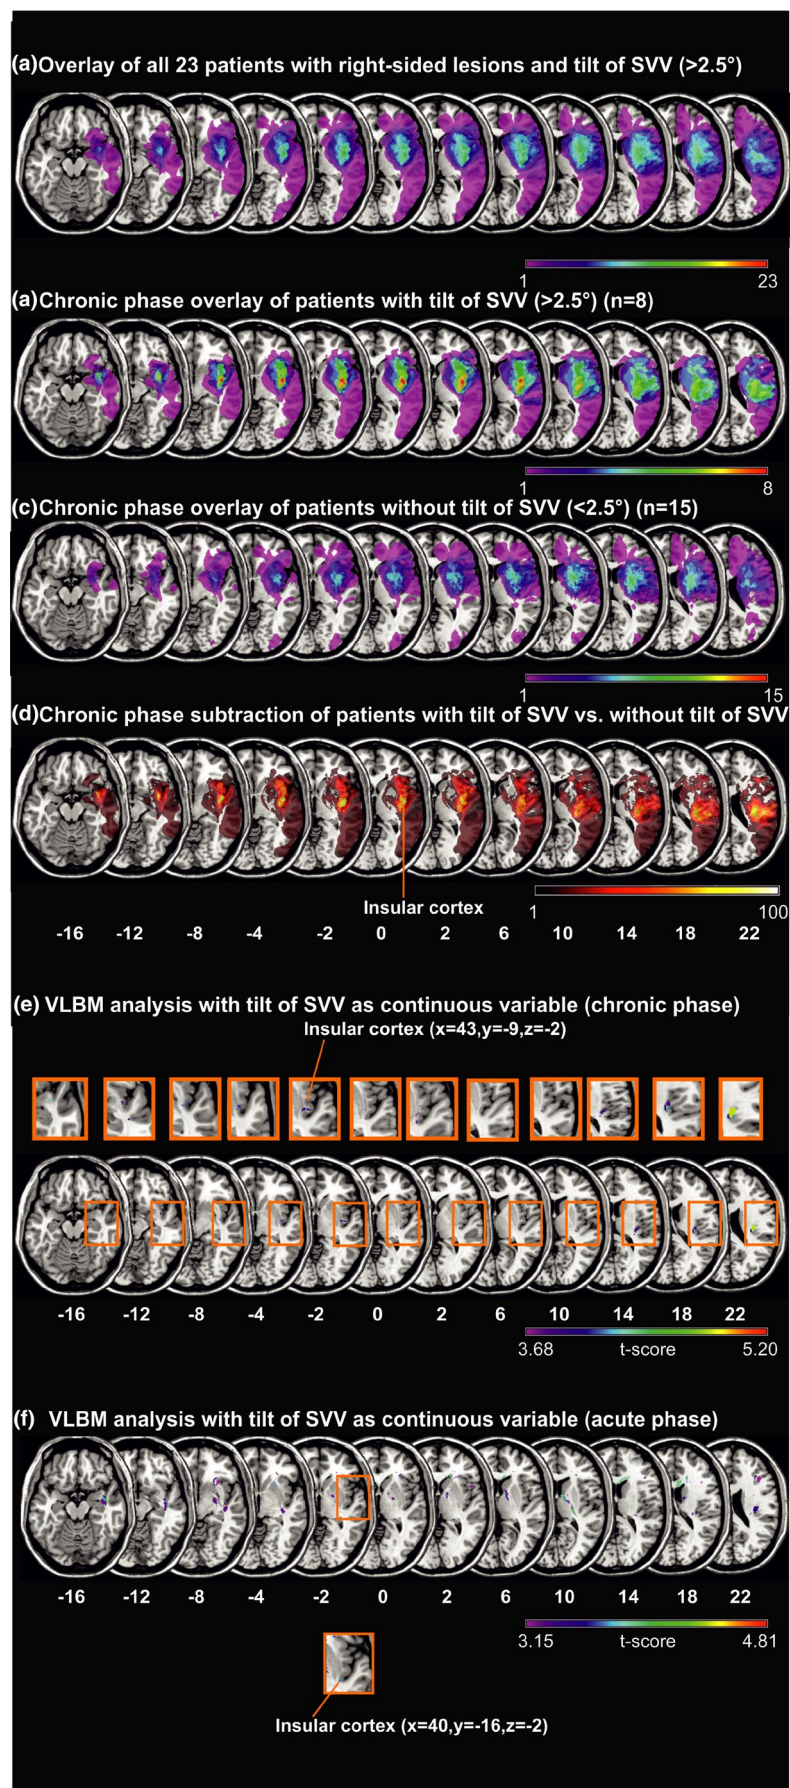 (a)Overlay of all 23 patients with right-sided lesions and tilt of SVV (>2.5°)
1 23
(a)Chronic phase overlay of patients with tilt of SVV (>2.5°) (n=8)
1 8
(c)Chronic phase overlay of patients without tilt of SVV (<2.5°) (n=15)
1 15
(d)Chronic phase subtraction of patients with tilt of SVV vs. without tilt of SVV
Insular cortex
1 100
-16 -12 -8 -4 -2 0 2 6 10 14 18 22
(e) VLBM analysis with tilt of SVV as continuous variable (chronic phase)
Insular cortex (x=43,y=-9,z=-2)
-16 -12 -8 -4 -2 0 2 6 10 14 18 22
3.68 t-score 5.20
(f) VLBM analysis with tilt of SVV as continuous variable (acute phase)
-16 -12 -8 -4 -2 0 2 6 10 14 18 22
3.15 t-score 4.81
Insular cortex (x=40,y=-16,z=-2)